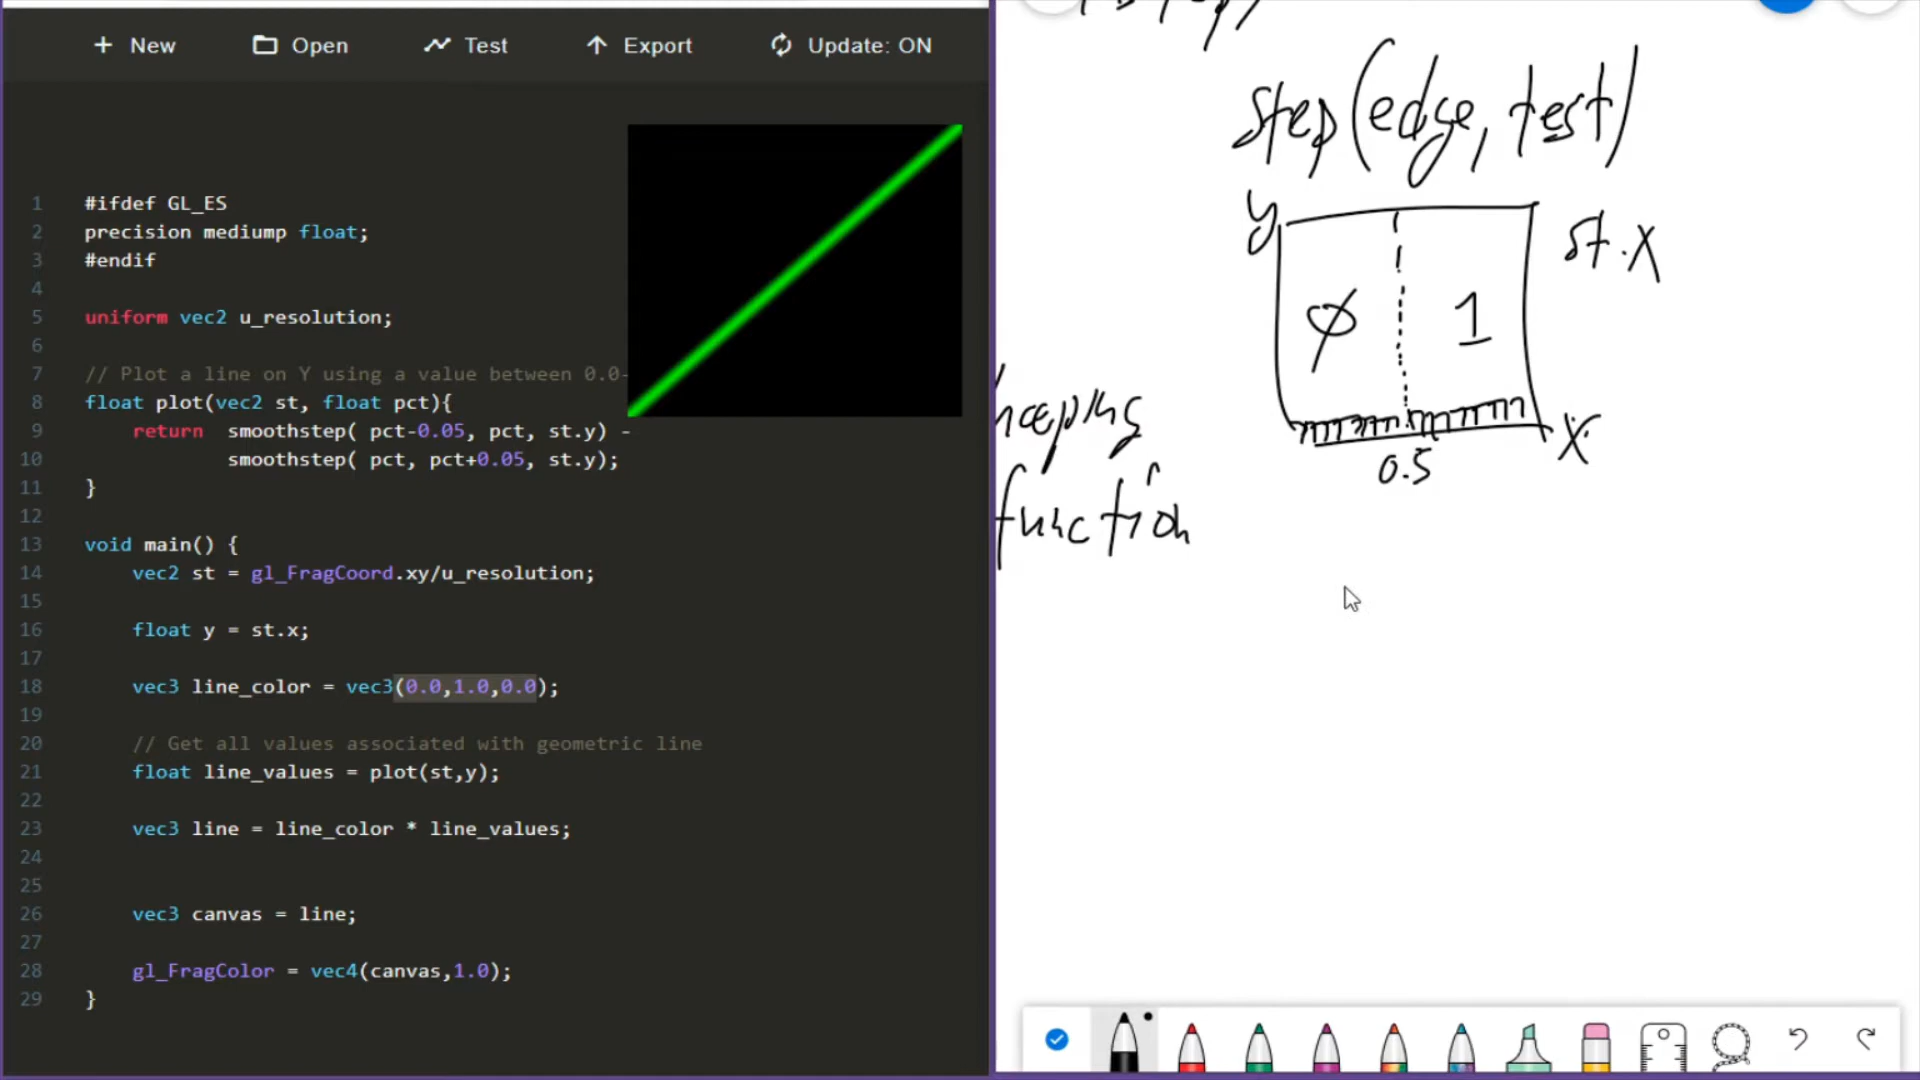 New Open Test Export Update: ON
1 #ifdef GL_ES
2 precision mediump float;
3 #endif
4
5 uniform vec2 u_resolution;
6
7 // Plot a line on Y using a value between 0.0-
8 float plot(vec2 st, float pct){
9 return smoothstep( pct-0.05, pct, st.y) -
10 smoothstep( pct, pct+0.05, st.y);
11 }
12
13 void main() {
14 vec2 st = gl_FragCoord.xy/u_resolution;
15
16 float y = st.x;
17
18 vec3 line_color = vec3(0.0,1.0,0.0);
19
20 // Get all values associated with geometric line
21 float line_values = plot(st,y);
22
23 vec3 line = line_color * line_values;
24
25
26 vec3 canvas = line;
27
28 gl_FragColor = vec4(canvas,1.0);
29 }
step(edge, test)
y
st.x
0 1
x
0.5
function